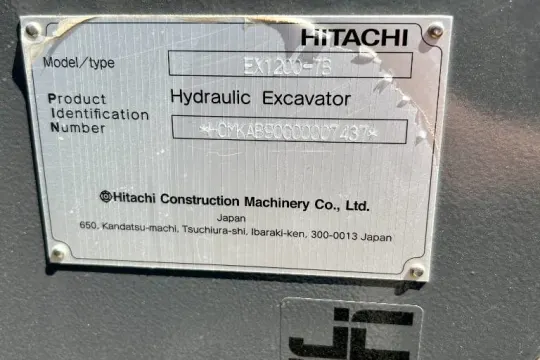 HITACHI
Model/type EX1200-7B
Product Hydraulic Excavator
Identification
Number *HCMKAB90C00007437*
Hitachi Construction Machinery Co., Ltd.
Japan
650, Kandatsu-machi, Tsuchiura-shi, Ibaraki-ken, 300-0013 Japan